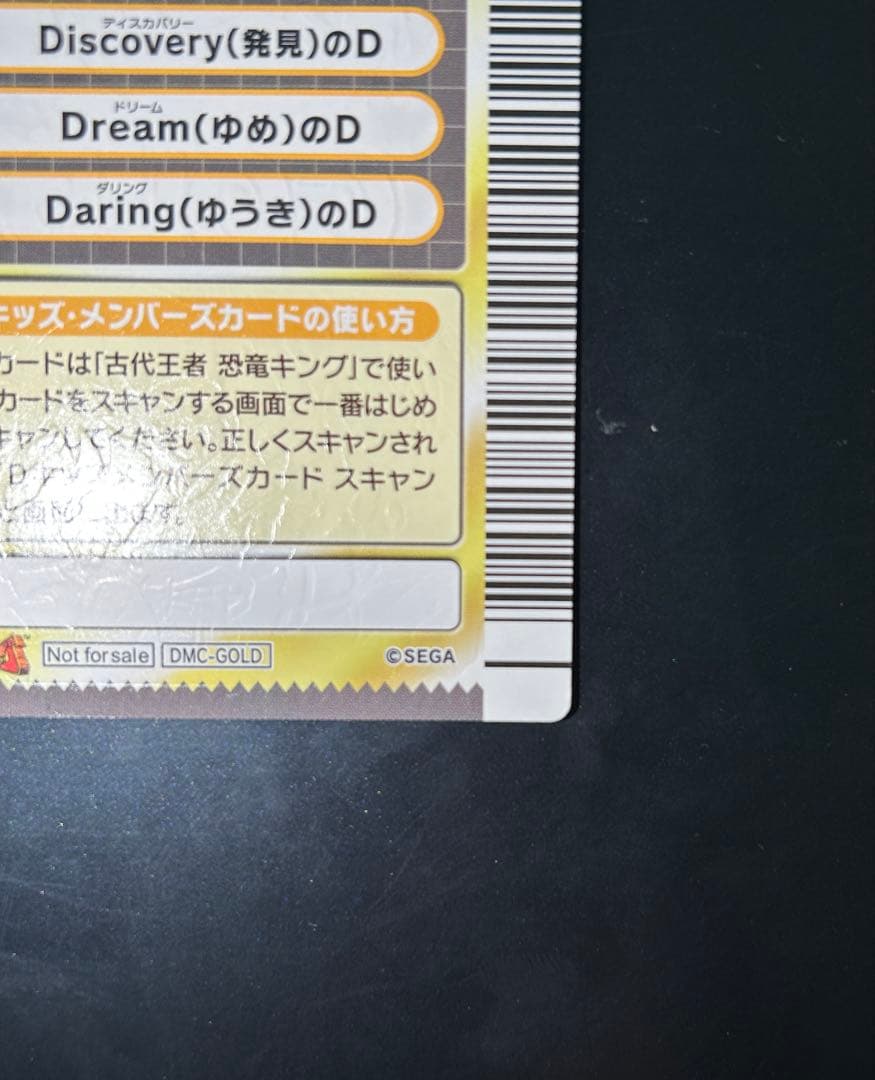 ディスカバリー
Discovery(発見)のD
ドリーム
Dream(ゆめ)のD
ダリング
Daring(ゆうき)のD
キッズ・メンバーズカードの使い方
カードは「古代王者 恐竜キング」で使い
カードをスキャンする画面で一番はじめ
キャンしてください。正しくスキャンされ
メンバーズカード スキャン
出ます。
Not for sale DMC-GOLD ©SEGA